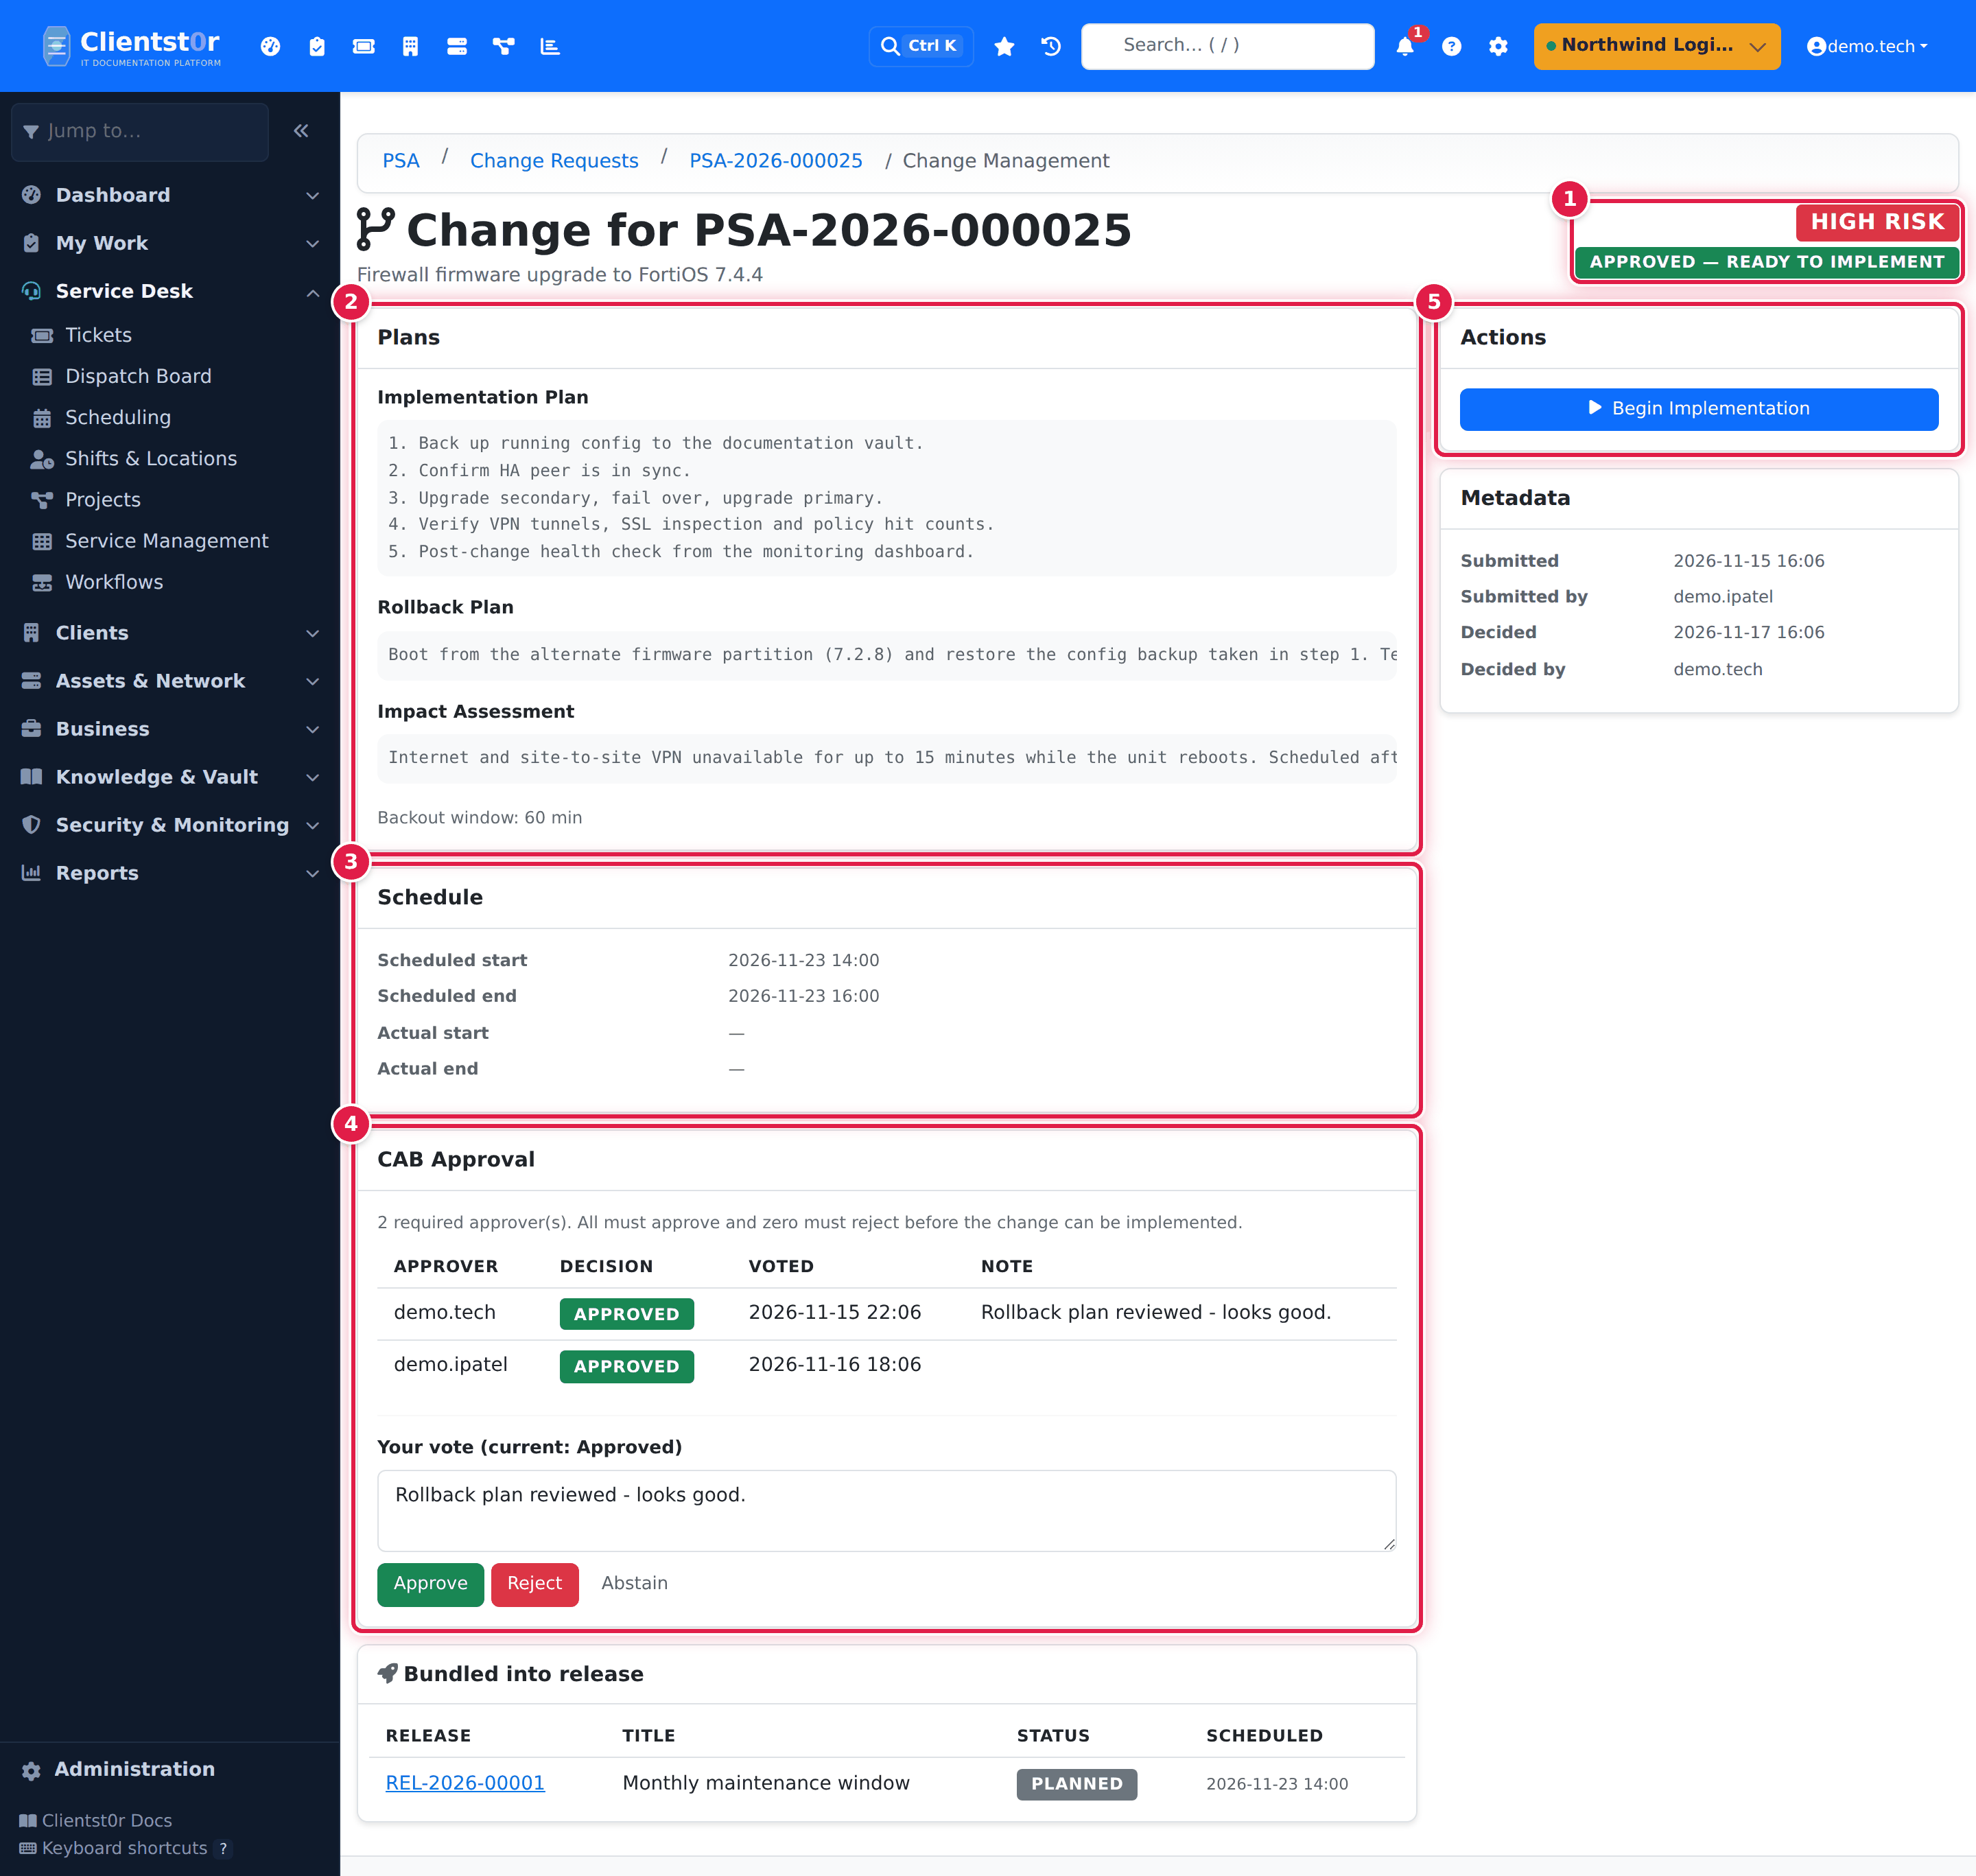 Clientst0r
IT DOCUMENTATION PLATFORM
Ctrl K
Search... ( / )
1
?
Northwind Logi...
demo.tech
Jump to...
Dashboard
My Work
Service Desk
Tickets
Dispatch Board
Scheduling
Shifts & Locations
Projects
Service Management
Workflows
Clients
Assets & Network
Business
Knowledge & Vault
Security & Monitoring
Reports
Administration
Clientst0r Docs
Keyboard shortcuts ?
PSA / Change Requests / PSA-2026-000025 / Change Management
Change for PSA-2026-000025
Firewall firmware upgrade to FortiOS 7.4.4
1
HIGH RISK
APPROVED — READY TO IMPLEMENT
2
Plans
Implementation Plan
1. Back up running config to the documentation vault.
2. Confirm HA peer is in sync.
3. Upgrade secondary, fail over, upgrade primary.
4. Verify VPN tunnels, SSL inspection and policy hit counts.
5. Post-change health check from the monitoring dashboard.
Rollback Plan
Boot from the alternate firmware partition (7.2.8) and restore the config backup taken in step 1. Te
Impact Assessment
Internet and site-to-site VPN unavailable for up to 15 minutes while the unit reboots. Scheduled aft
Backout window: 60 min
3
Schedule
Scheduled start 2026-11-23 14:00
Scheduled end 2026-11-23 16:00
Actual start —
Actual end —
4
CAB Approval
2 required approver(s). All must approve and zero must reject before the change can be implemented.
APPROVER DECISION VOTED NOTE
demo.tech APPROVED 2026-11-15 22:06 Rollback plan reviewed - looks good.
demo.ipatel APPROVED 2026-11-16 18:06
Your vote (current: Approved)
Rollback plan reviewed - looks good.
Approve Reject Abstain
Bundled into release
RELEASE TITLE STATUS SCHEDULED
REL-2026-00001 Monthly maintenance window PLANNED 2026-11-23 14:00
5
Actions
Begin Implementation
Metadata
Submitted 2026-11-15 16:06
Submitted by demo.ipatel
Decided 2026-11-17 16:06
Decided by demo.tech